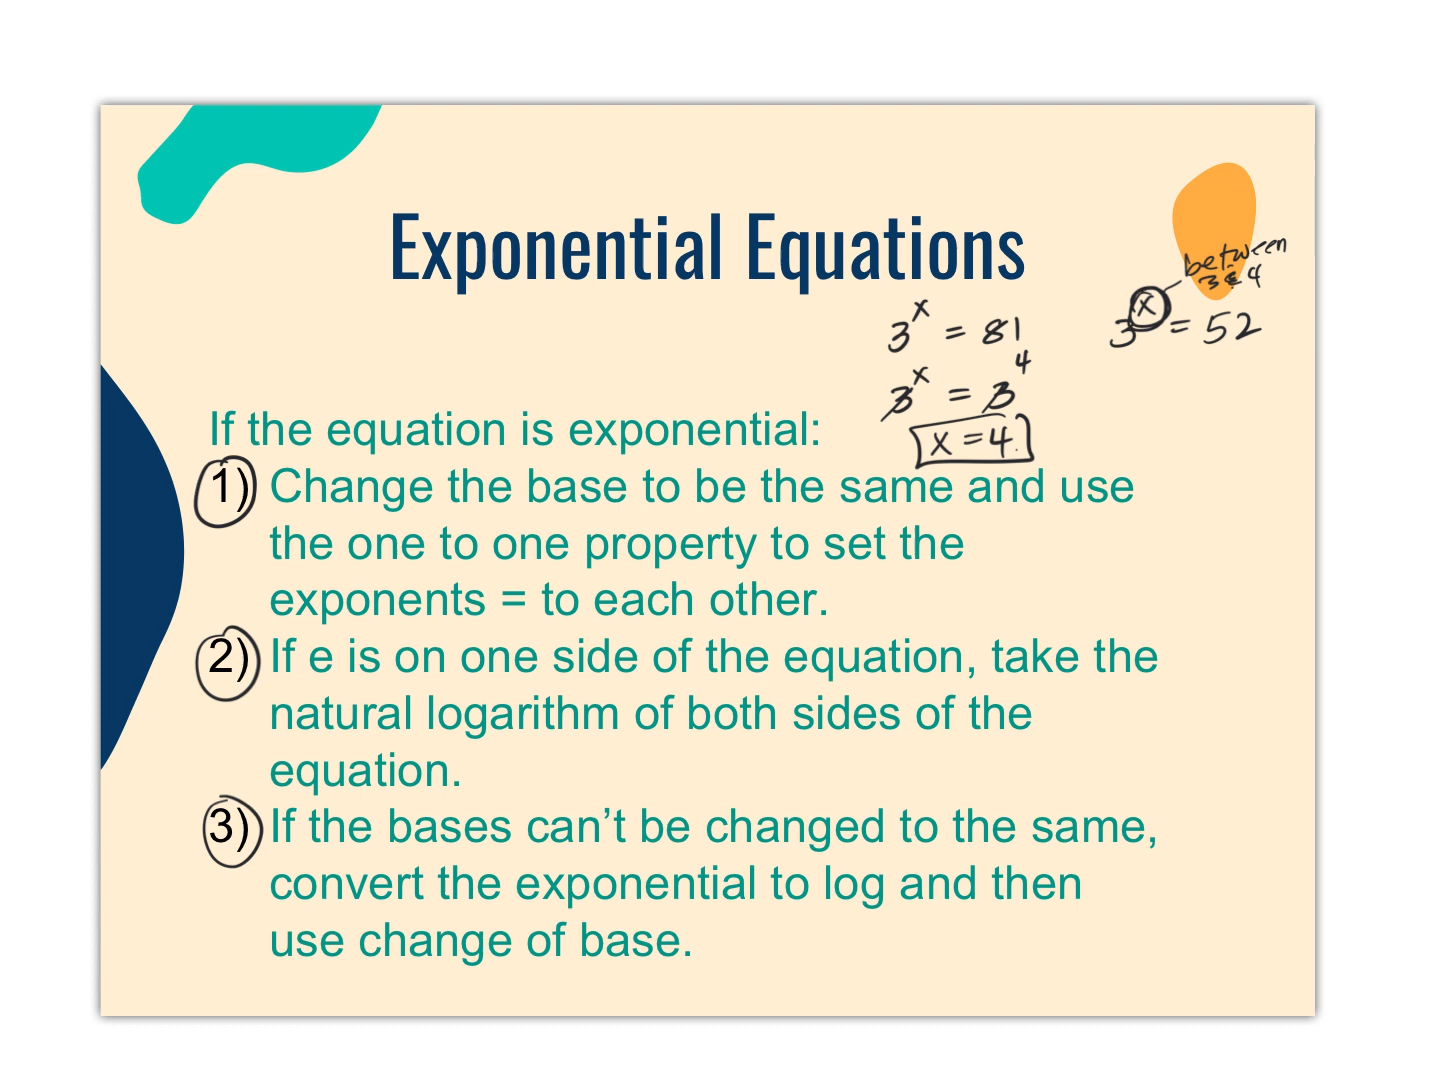 Exponential Equations
between
3 & 4
3^x = 52
3^x = 81
3^x = 3^4
x = 4
If the equation is exponential:
1) Change the base to be the same and use
the one to one property to set the
exponents = to each other.
2) If e is on one side of the equation, take the
natural logarithm of both sides of the
equation.
3) If the bases can’t be changed to the same,
convert the exponential to log and then
use change of base.